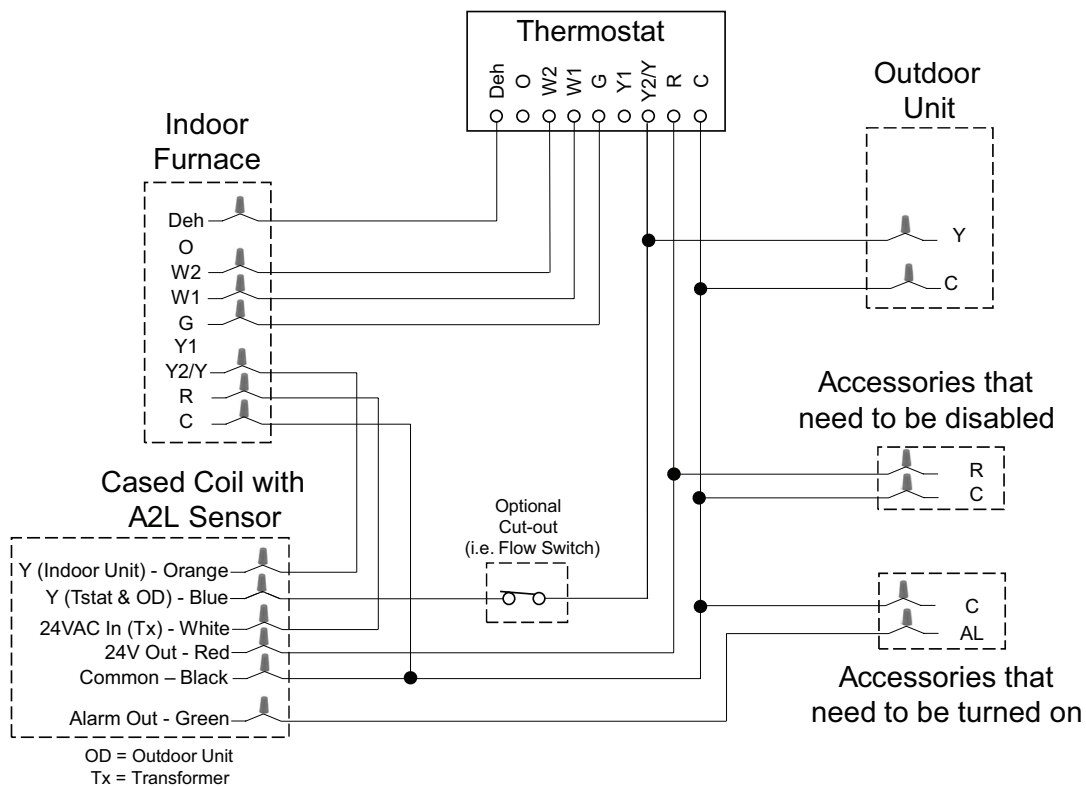 Thermostat
Deh O W2 W1 G Y1 Y2/Y R C
Indoor
Furnace
Deh
O
W2
W1
G
Y1
Y2/Y
R
C
Outdoor
Unit
Y
C
Accessories that
need to be disabled
R
C
Cased Coil with
A2L Sensor
Y (Indoor Unit) - Orange
Y (Tstat & OD) - Blue
24VAC In (Tx) - White
24V Out - Red
Common – Black
Alarm Out - Green
OD = Outdoor Unit
Tx = Transformer
Optional
Cut-out
(i.e. Flow Switch)
C
AL
Accessories that
need to be turned on